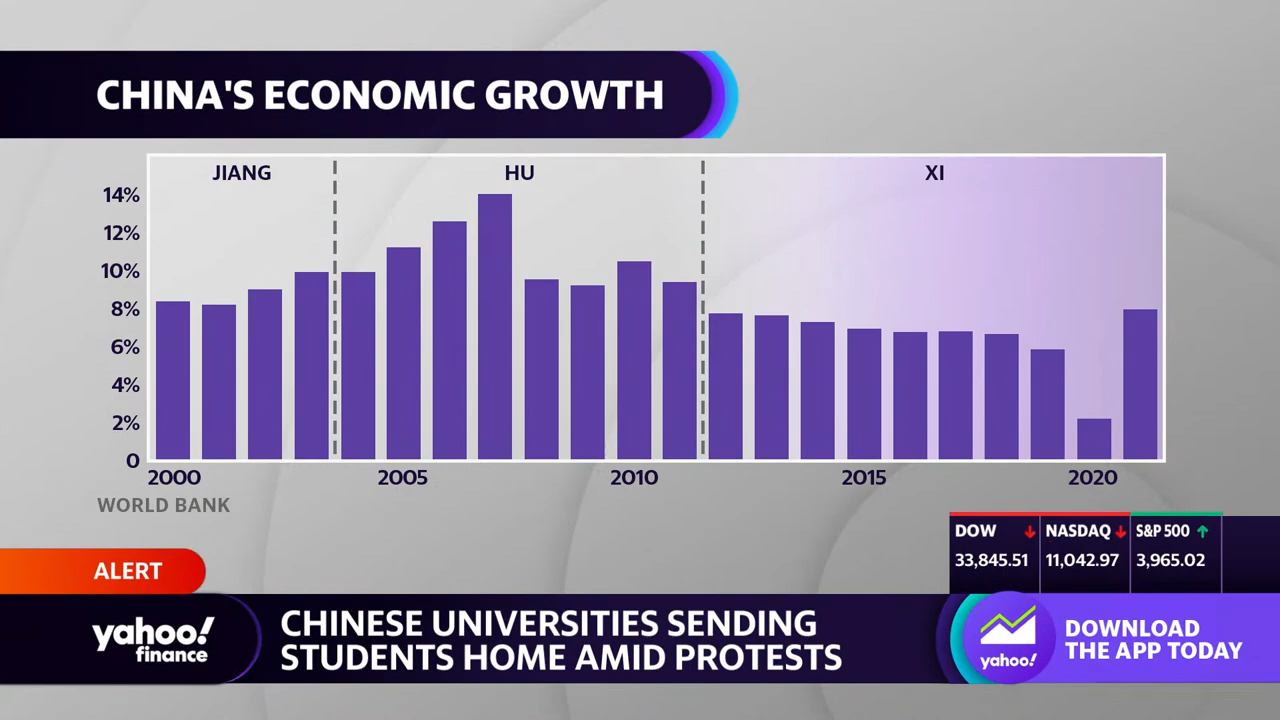 CHINA'S ECONOMIC GROWTH
JIANG
HU
XI
14%
12%
10%
8%
6%
4%
2%
0
2000
2005
2010
2015
2020
WORLD BANK
DOW
NASDAQ
S&P 500
33,845.51
11,042.97
3,965.02
ALERT
yahoo!
finance
CHINESE UNIVERSITIES SENDING
STUDENTS HOME AMID PROTESTS
yahoo!
DOWNLOAD
THE APP TODAY